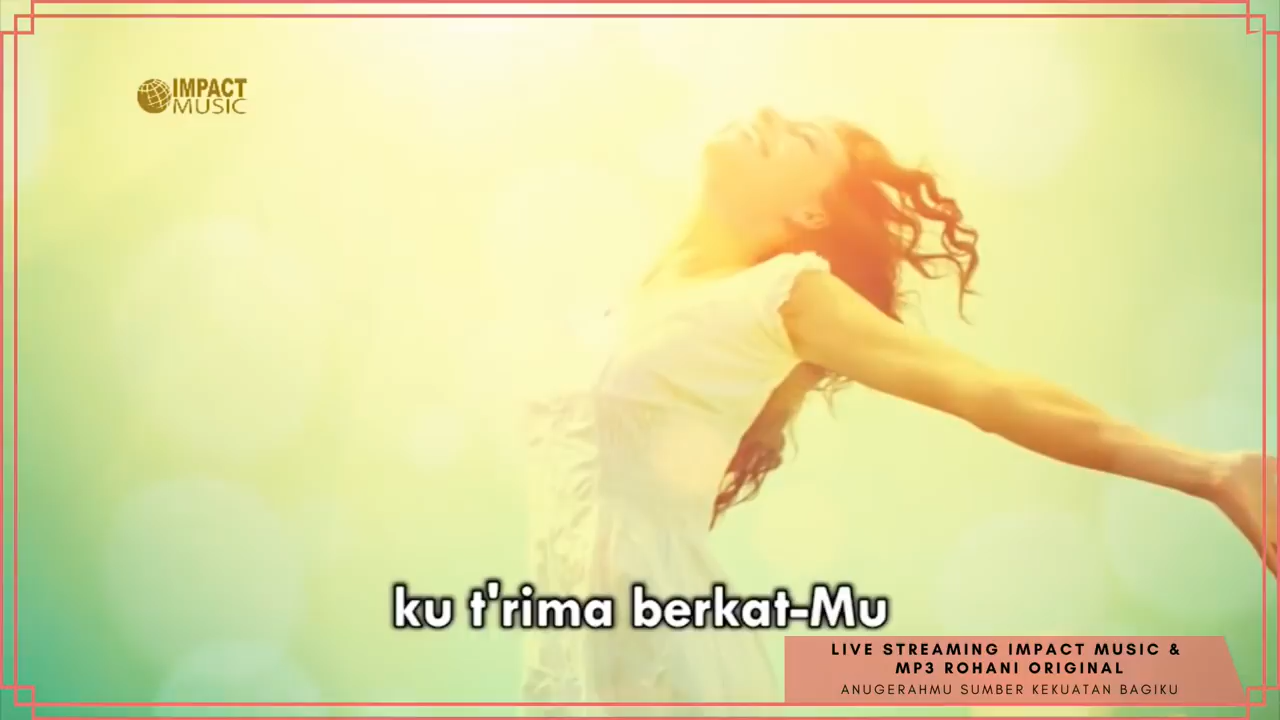 IMPACT
MUSIC
ku t'rima berkat-Mu
LIVE STREAMING IMPACT MUSIC &
MP3 ROHANI ORIGINAL
ANUGERAHMU SUMBER KEKUATAN BAGIKU